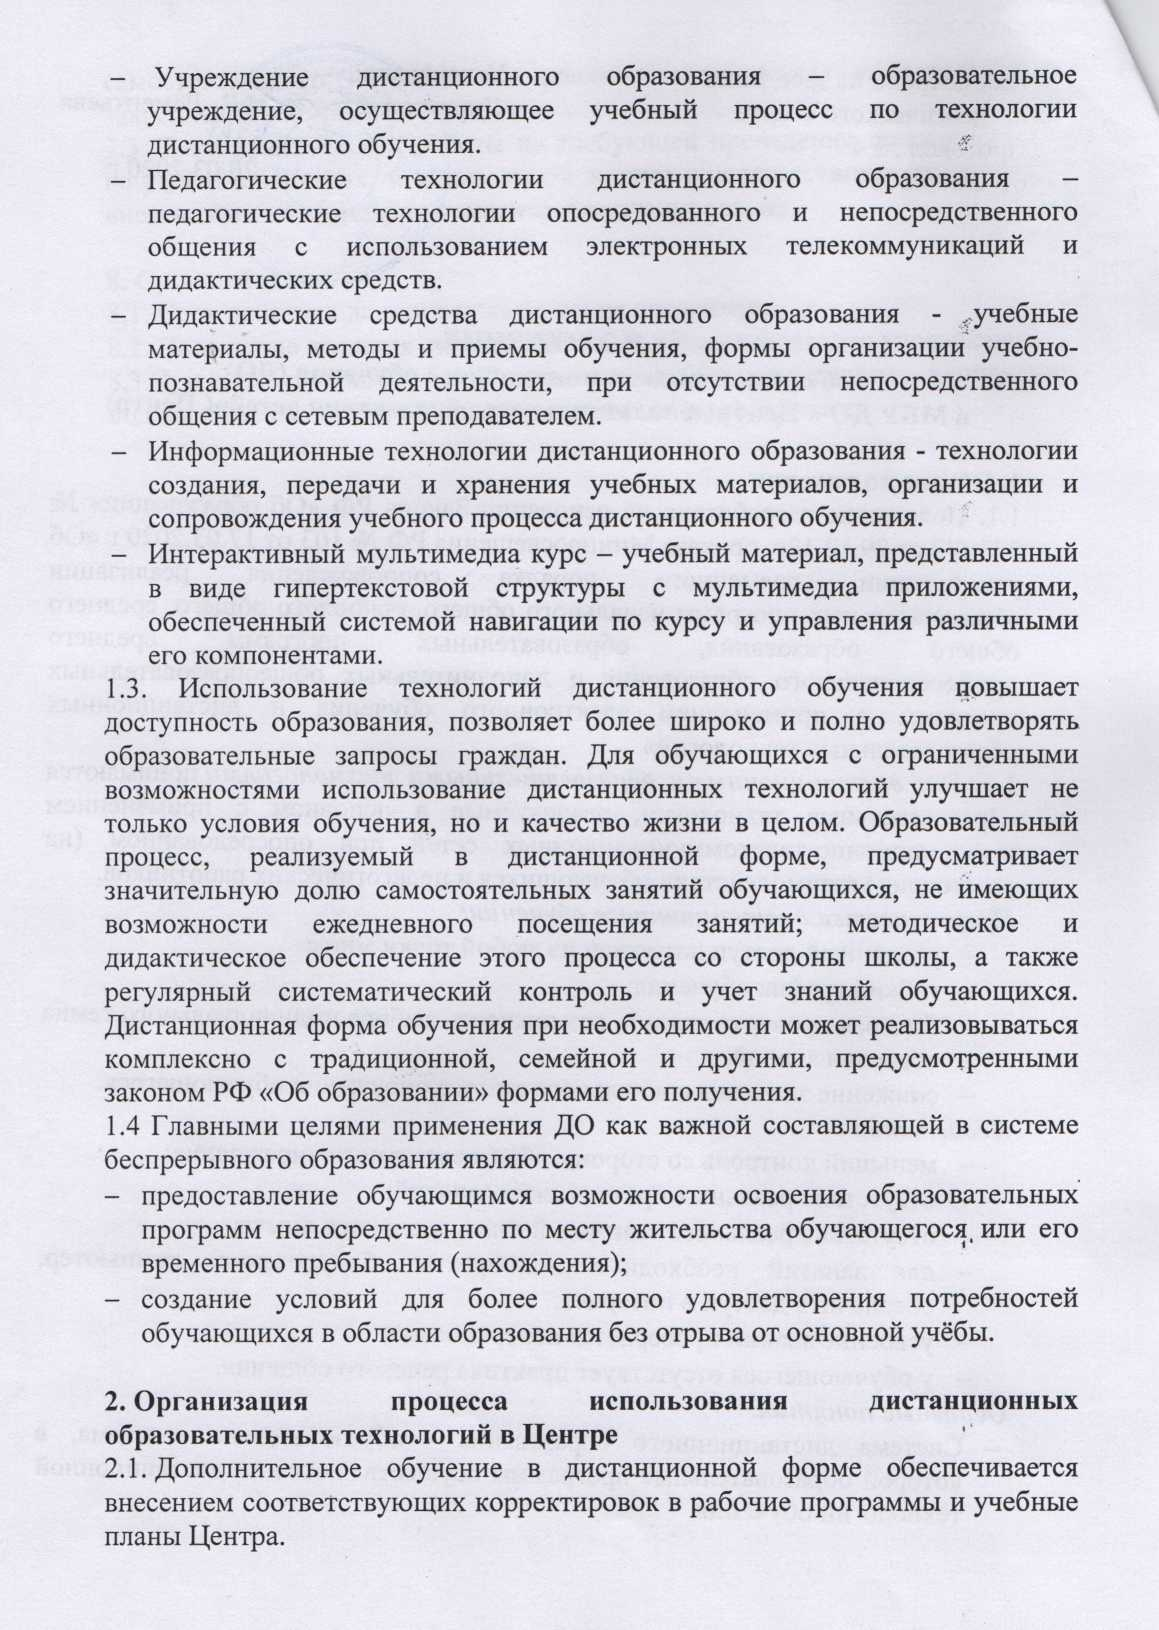 – Учреждение дистанционного образования – образовательное
учреждение, осуществляющее учебный процесс по технологии
дистанционного обучения.
– Педагогические технологии дистанционного образования –
педагогические технологии опосредованного и непосредственного
общения с использованием электронных телекоммуникаций и
дидактических средств.
– Дидактические средства дистанционного образования - учебные
материалы, методы и приемы обучения, формы организации учебно-
познавательной деятельности, при отсутствии непосредственного
общения с сетевым преподавателем.
– Информационные технологии дистанционного образования - технологии
создания, передачи и хранения учебных материалов, организации и
сопровождения учебного процесса дистанционного обучения.
– Интерактивный мультимедиа курс – учебный материал, представленный
в виде гипертекстовой структуры с мультимедиа приложениями,
обеспеченный системой навигации по курсу и управления различными
его компонентами.
1.3. Использование технологий дистанционного обучения повышает
доступность образования, позволяет более широко и полно удовлетворять
образовательные запросы граждан. Для обучающихся с ограниченными
возможностями использование дистанционных технологий улучшает не
только условия обучения, но и качество жизни в целом. Образовательный
процесс, реализуемый в дистанционной форме, предусматривает
значительную долю самостоятельных занятий обучающихся, не имеющих
возможности ежедневного посещения занятий; методическое и
дидактическое обеспечение этого процесса со стороны школы, а также
регулярный систематический контроль и учет знаний обучающихся.
Дистанционная форма обучения при необходимости может реализовываться
комплексно с традиционной, семейной и другими, предусмотренными
законом РФ «Об образовании» формами его получения.
1.4 Главными целями применения ДО как важной составляющей в системе
беспрерывного образования являются:
– предоставление обучающимся возможности освоения образовательных
программ непосредственно по месту жительства обучающегося или его
временного пребывания (нахождения);
– создание условий для более полного удовлетворения потребностей
обучающихся в области образования без отрыва от основной учёбы.
2. Организация процесса использования дистанционных
образовательных технологий в Центре
2.1 Дополнительное обучение в дистанционной форме обеспечивается
внесением соответствующих корректировок в рабочие программы и учебные
планы Центра.